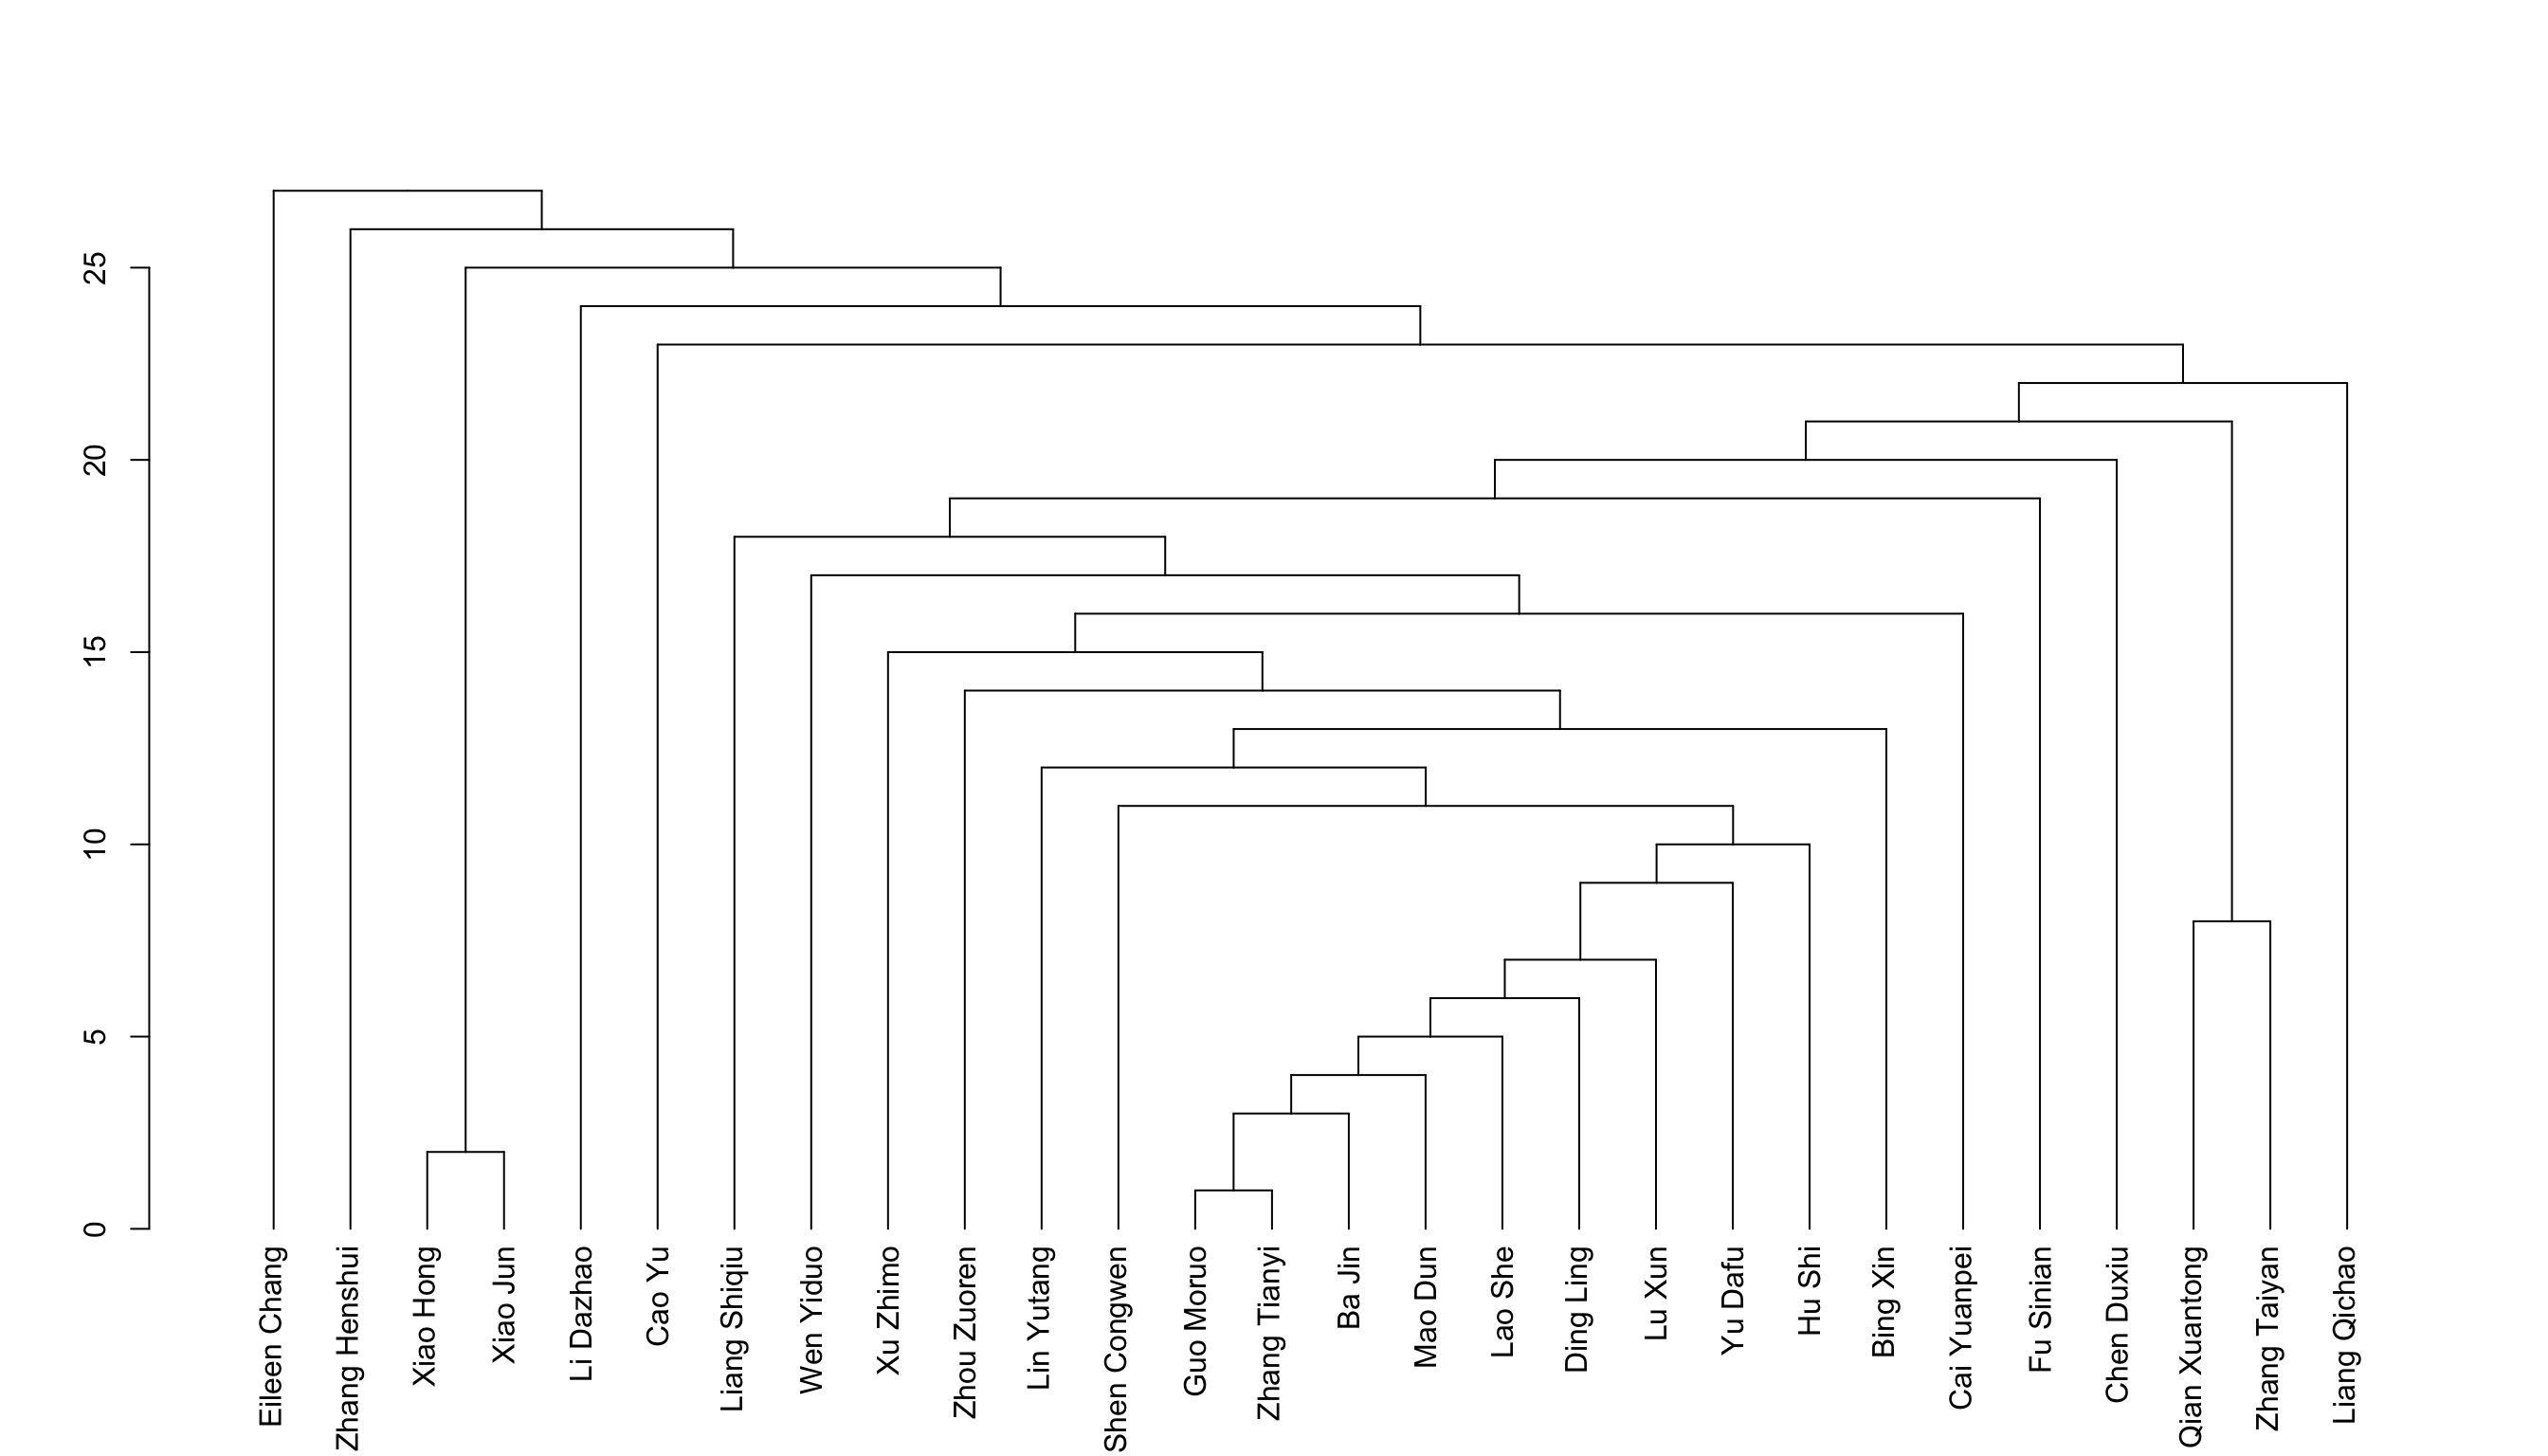 25
20
15
10
5
0
Eileen Chang
Zhang Henshui
Xiao Hong
Xiao Jun
Li Dazhao
Cao Yu
Liang Shiqiu
Wen Yiduo
Xu Zhimo
Zhou Zuoren
Lin Yutang
Shen Congwen
Guo Moruo
Zhang Tianyi
Ba Jin
Mao Dun
Lao She
Ding Ling
Lu Xun
Yu Dafu
Hu Shi
Bing Xin
Cai Yuanpei
Fu Sinian
Chen Duxiu
Qian Xuantong
Zhang Taiyan
Liang Qichao